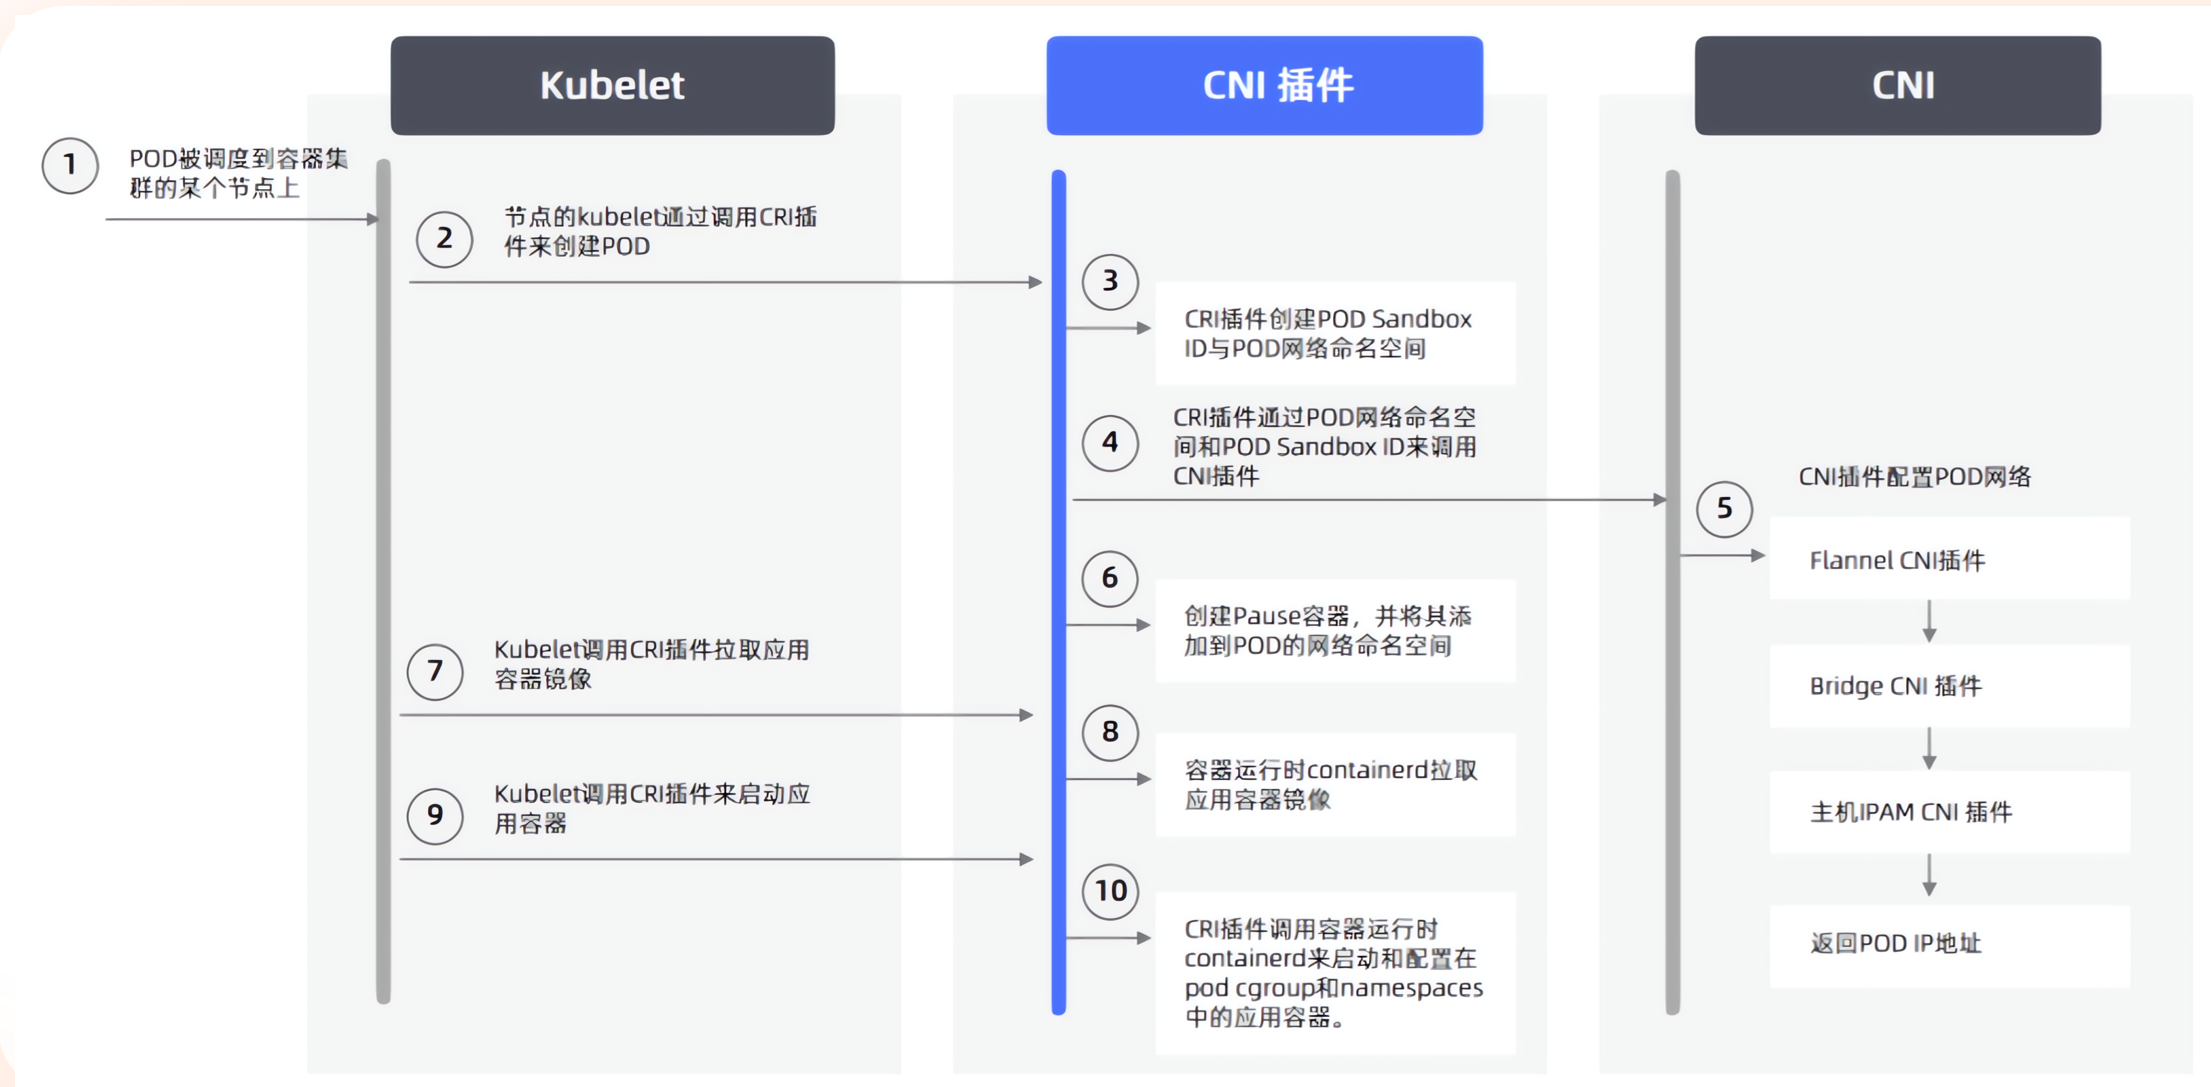 Kubelet
CNI 插件
CNI
1
POD被调度到容器集
群的某个节点上
2
节点的kubelet通过调用CRI插
件来创建POD
3
CRI插件创建POD Sandbox
ID与POD网络命名空间
4
CRI插件通过POD网络命名空
间和POD Sandbox ID来调用
CNI插件
5
CNI插件配置POD网络
Flannel CNI插件
Bridge CNI 插件
主机IPAM CNI 插件
返回POD IP地址
6
创建Pause容器，并将其添
加到POD的网络命名空间
7
Kubelet调用CRI插件拉取应用
容器镜像
8
容器运行时containerd拉取
应用容器镜像
9
Kubelet调用CRI插件来启动应
用容器
10
CRI插件调用容器运行时
containerd来启动和配置在
pod cgroup和namespaces
中的应用容器。